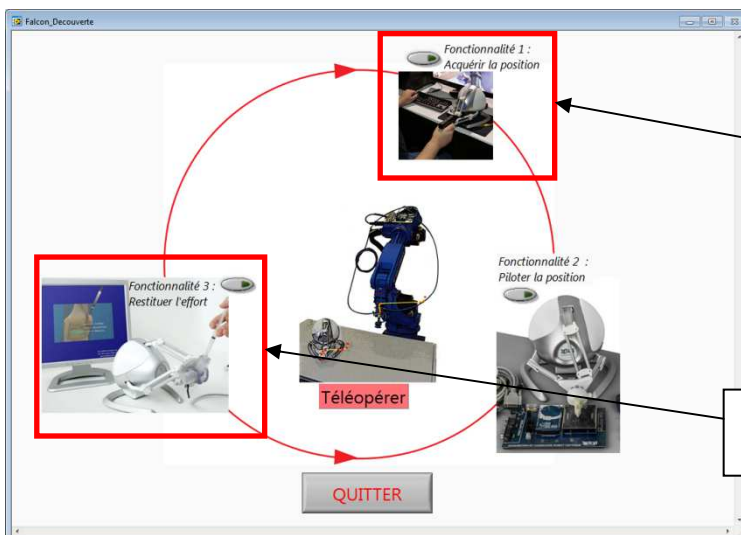 Falcon_Decouverte
Fonctionnalité 1 :
Acquérir la position
Fonctionnalité 2 :
Piloter la position
Fonctionnalité 3 :
Restituer l'effort
Téléopérer
QUITTER